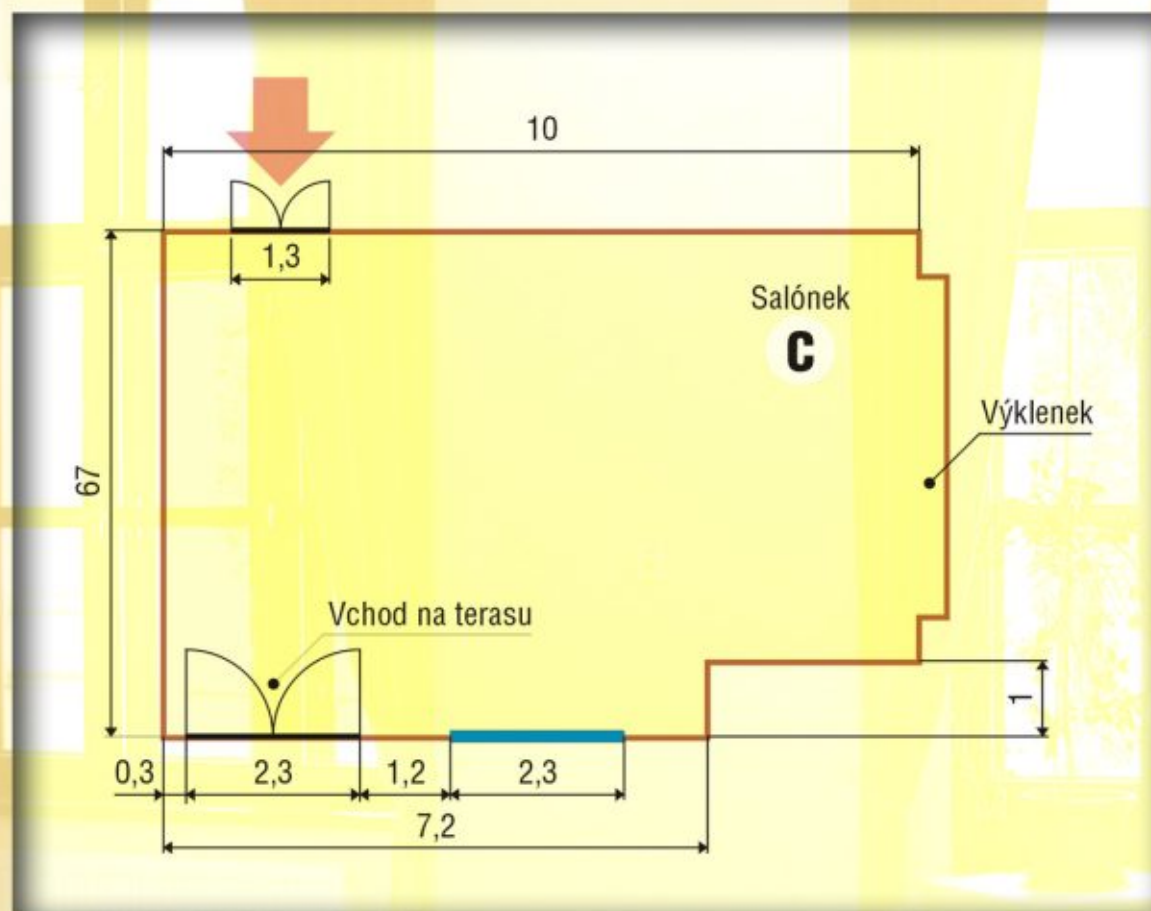 10
1,3
Salónek
C
Výklenek
67
Vchod na terasu
1
0,3
2,3
1,2
2,3
7,2